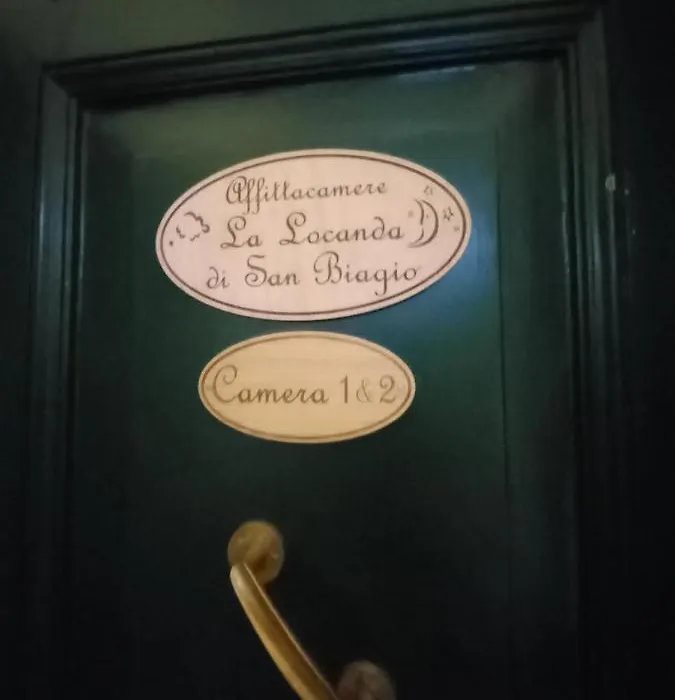 Affittacamere
La Locanda
di San Biagio
Camera 1 & 2